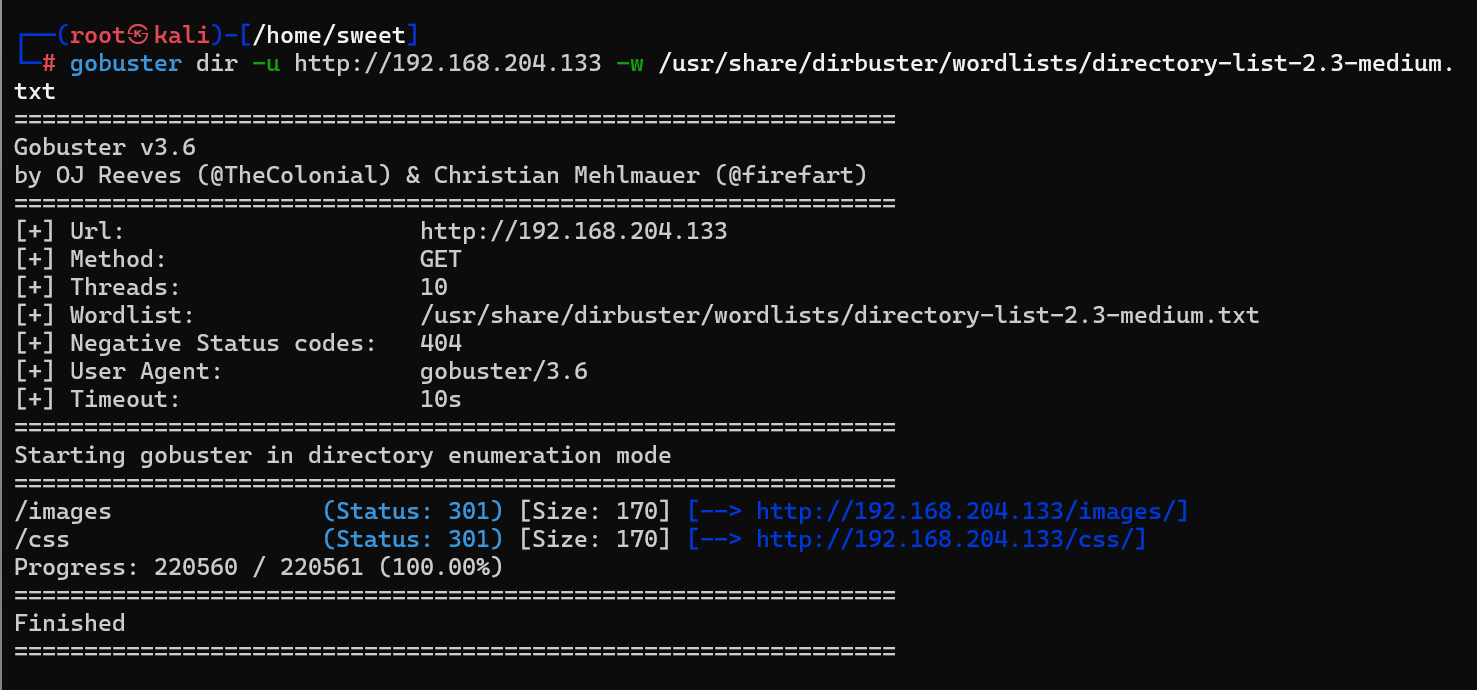 ┌──(root㉿kali)-[/home/sweet]
└─# gobuster dir -u http://192.168.204.133 -w /usr/share/dirbuster/wordlists/directory-list-2.3-medium.
txt
===============================================================
Gobuster v3.6
by OJ Reeves (@TheColonial) & Christian Mehlmauer (@firefart)
===============================================================
[+] Url:                     http://192.168.204.133
[+] Method:                  GET
[+] Threads:                 10
[+] Wordlist:                /usr/share/dirbuster/wordlists/directory-list-2.3-medium.txt
[+] Negative Status codes:   404
[+] User Agent:              gobuster/3.6
[+] Timeout:                 10s
===============================================================
Starting gobuster in directory enumeration mode
===============================================================
/images               (Status: 301) [Size: 170] [--> http://192.168.204.133/images/]
/css                  (Status: 301) [Size: 170] [--> http://192.168.204.133/css/]
Progress: 220560 / 220561 (100.00%)
===============================================================
Finished
===============================================================